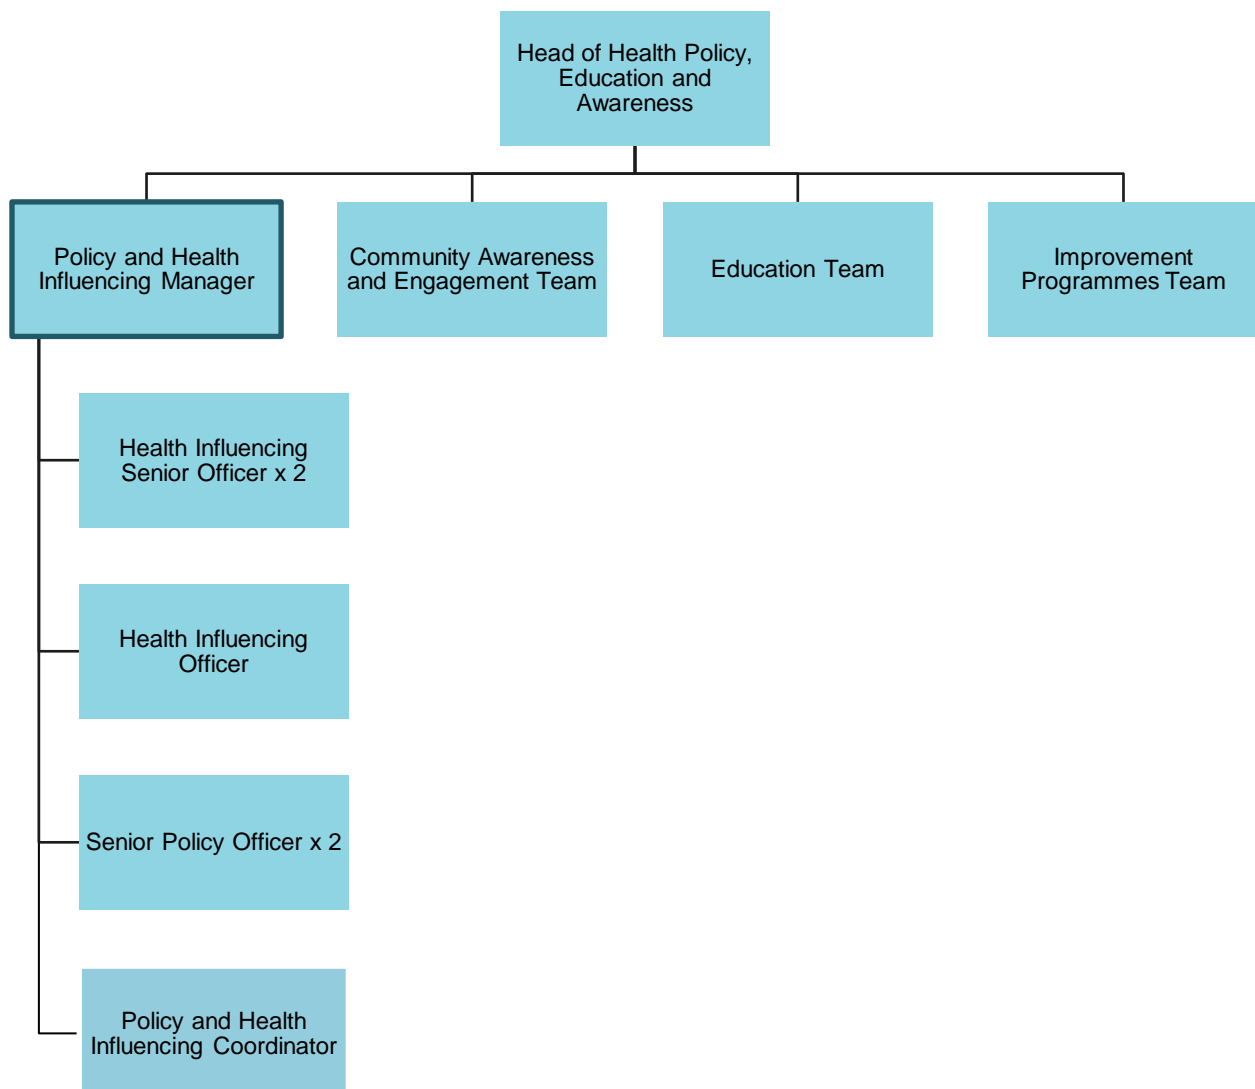 Head of Health Policy,
Education and
Awareness
Policy and Health
Influencing Manager
Community Awareness
and Engagement Team
Education Team
Improvement
Programmes Team
Health Influencing
Senior Officer x 2
Health Influencing
Officer
Senior Policy Officer x 2
Policy and Health
Influencing Coordinator